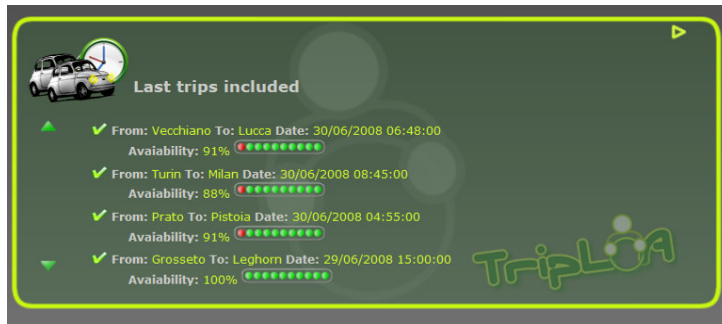 Last trips included
From: Vecchiano To: Lucca Date: 30/06/2008 06:48:00
Avaiability: 91%
From: Turin To: Milan Date: 30/06/2008 08:45:00
Avaiability: 88%
From: Prato To: Pistoia Date: 30/06/2008 04:55:00
Avaiability: 91%
From: Grosseto To: Leghorn Date: 29/06/2008 15:00:00
Avaiability: 100%
TripLoA